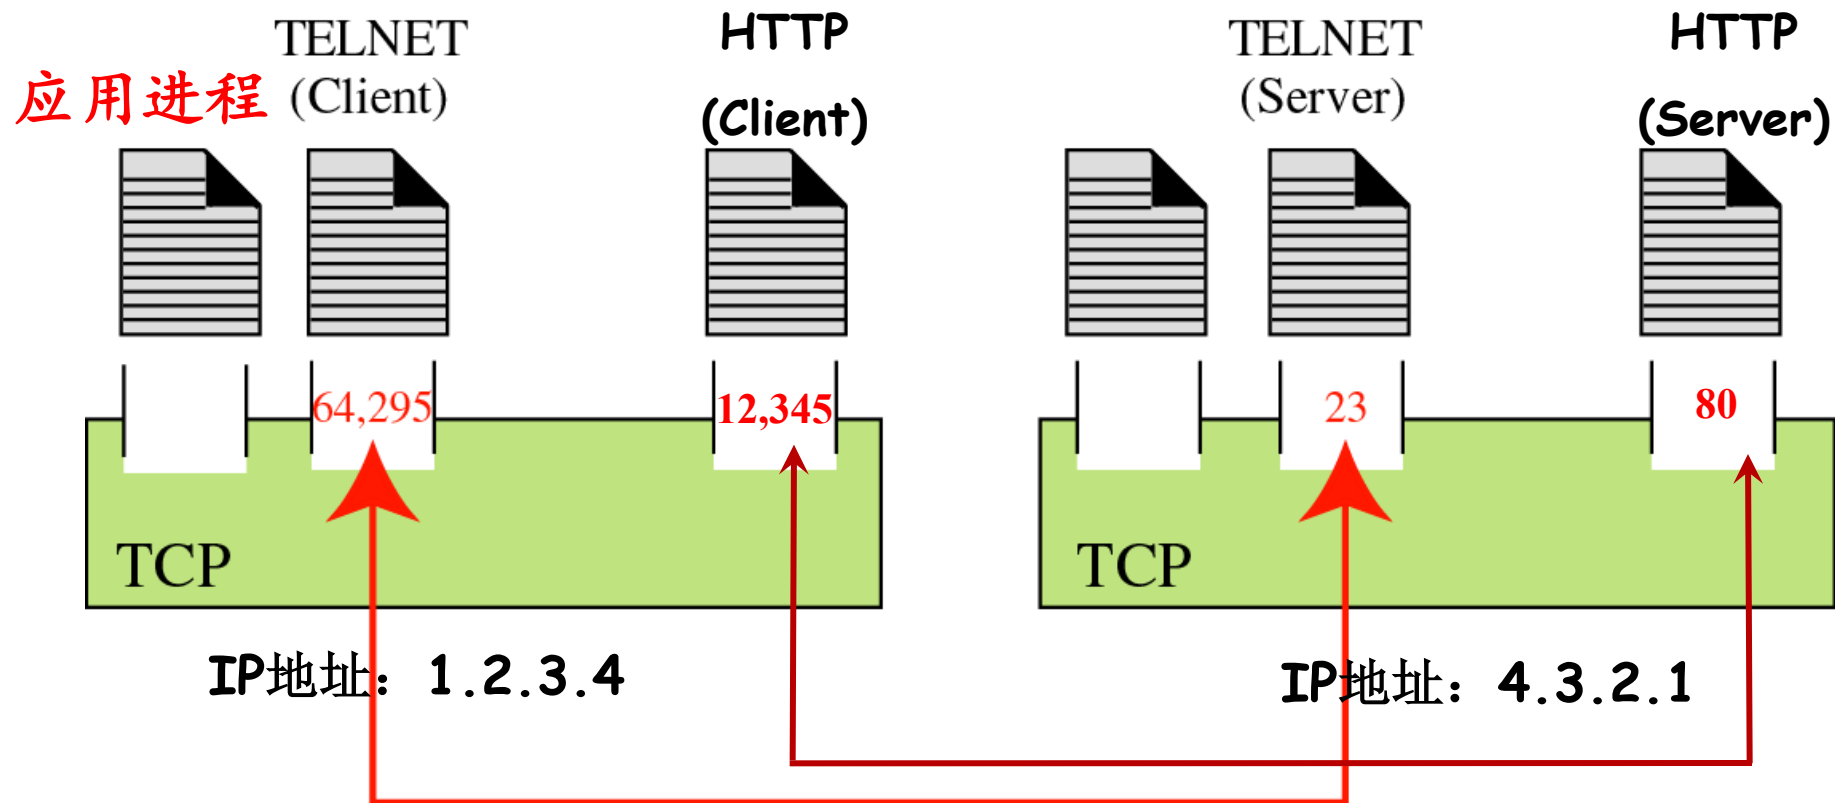 TELNET
(Client)
HTTP
(Client)
TELNET
(Server)
HTTP
(Server)
应用进程
64,295
12,345
23
80
TCP
TCP
IP地址：1.2.3.4
IP地址：4.3.2.1